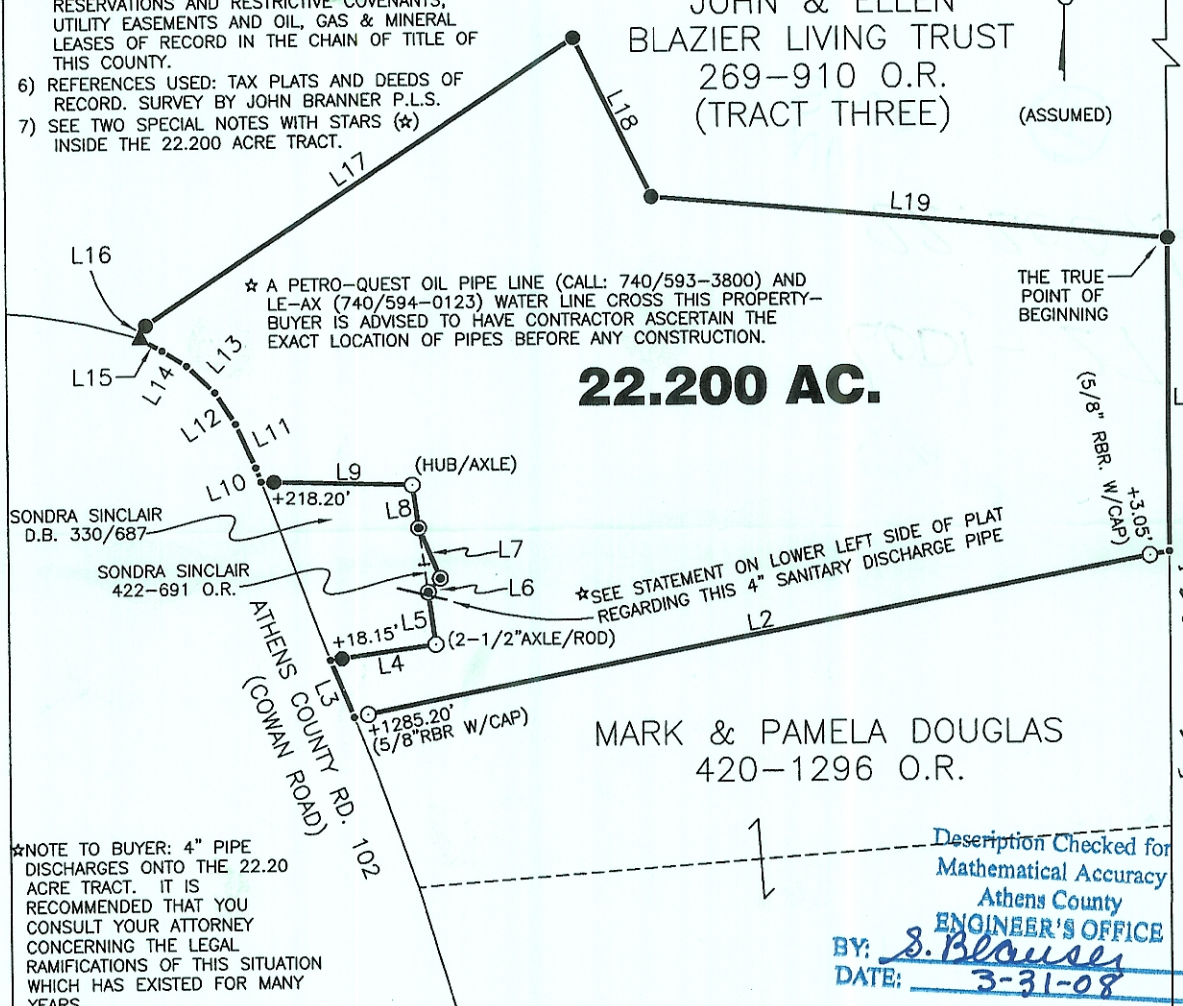 RESERVATIONS AND RESTRICTIVE COVENANTS,
UTILITY EASEMENTS AND OIL, GAS & MINERAL
LEASES OF RECORD IN THE CHAIN OF TITLE OF
THIS COUNTY.
6) REFERENCES USED: TAX PLATS AND DEEDS OF
RECORD. SURVEY BY JOHN BRANNER P.L.S.
7) SEE TWO SPECIAL NOTES WITH STARS (☆)
INSIDE THE 22.200 ACRE TRACT.
JOHN & ELLEN
BLAZIER LIVING TRUST
269-910 O.R.
(TRACT THREE)
(ASSUMED)
L17
L18
L19
L16
☆ A PETRO-QUEST OIL PIPE LINE (CALL: 740/593-3800) AND
LE-AX (740/594-0123) WATER LINE CROSS THIS PROPERTY-
BUYER IS ADVISED TO HAVE CONTRACTOR ASCERTAIN THE
EXACT LOCATION OF PIPES BEFORE ANY CONSTRUCTION.
THE TRUE
POINT OF
BEGINNING
L15
L14
L13
L12
L11
L10
22.200 AC.
(5/8" RBR. W/CAP)
+3.05'
L
L9
(HUB/AXLE)
+218.20'
L8
SONDRA SINCLAIR
D.B. 330/687
L7
SONDRA SINCLAIR
422-691 O.R.
L6
☆SEE STATEMENT ON LOWER LEFT SIDE OF PLAT
REGARDING THIS 4" SANITARY DISCHARGE PIPE
L5
+18.15'
(2-1/2"AXLE/ROD)
L4
L2
L3
+1285.20'
(5/8"RBR W/CAP)
ATHENS COUNTY RD. 102
(COWAN ROAD)
MARK & PAMELA DOUGLAS
420-1296 O.R.
☆NOTE TO BUYER: 4" PIPE
DISCHARGES ONTO THE 22.20
ACRE TRACT. IT IS
RECOMMENDED THAT YOU
CONSULT YOUR ATTORNEY
CONCERNING THE LEGAL
RAMIFICATIONS OF THIS SITUATION
WHICH HAS EXISTED FOR MANY
YEARS
Description Checked for
Mathematical Accuracy
Athens County
ENGINEER'S OFFICE
BY: S. Blauser
DATE: 3-31-08